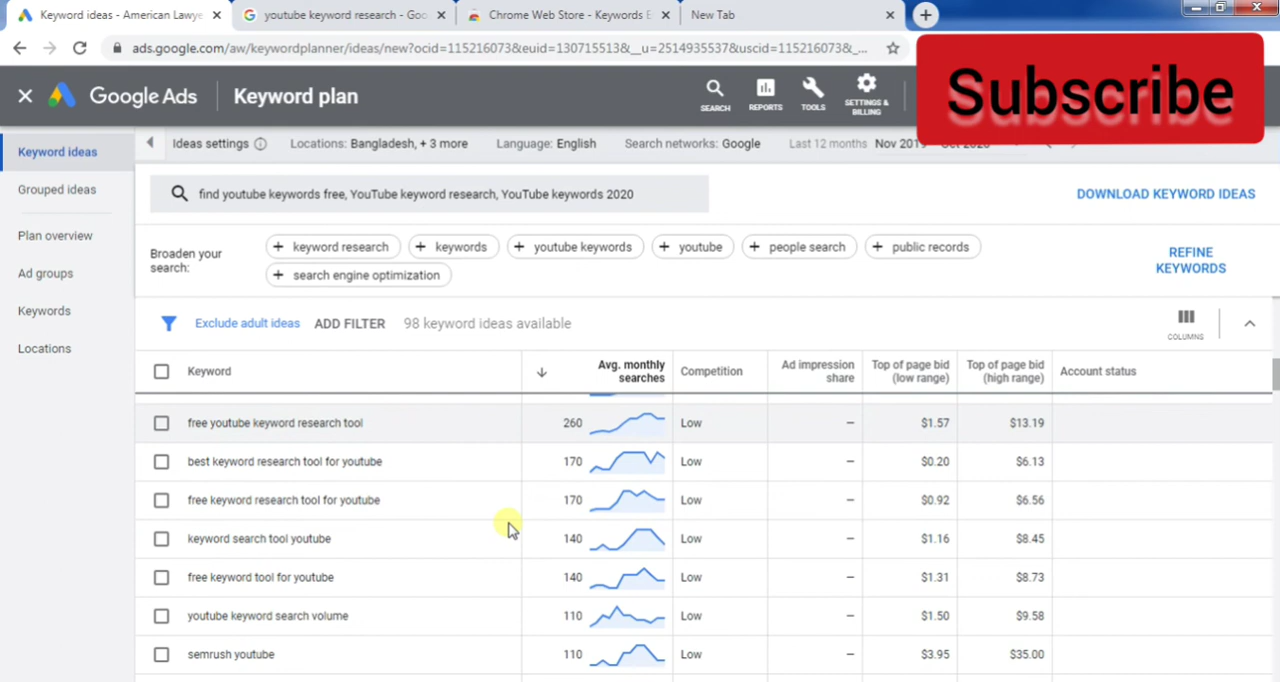 Keyword ideas - American Lawye
youtube keyword research - Goo
Chrome Web Store - Keywords E
New Tab
ads.google.com/aw/keywordplanner/ideas/new?ocid=115216073&euid=130715513&__u=2514935537&uscid=115216073&_...
Subscribe
Google Ads
Keyword plan
SEARCH
REPORTS
TOOLS
SETTINGS &
BILLING
Keyword ideas
Grouped ideas
Plan overview
Ad groups
Keywords
Locations
Ideas settings
Locations: Bangladesh, + 3 more
Language: English
Search networks: Google
Last 12 months
find youtube keywords free, YouTube keyword research, YouTube keywords 2020
DOWNLOAD KEYWORD IDEAS
Broaden your
search:
+ keyword research
+ keywords
+ youtube keywords
+ youtube
+ people search
+ public records
+ search engine optimization
REFINE
KEYWORDS
Exclude adult ideas
ADD FILTER
98 keyword ideas available
COLUMNS
Keyword
Avg. monthly
searches
Competition
Ad impression
share
Top of page bid
(low range)
Top of page bid
(high range)
Account status
free youtube keyword research tool 260 Low – $1.57 $13.19
best keyword research tool for youtube 170 Low – $0.20 $6.13
free keyword research tool for youtube 170 Low – $0.92 $6.56
keyword search tool youtube 140 Low – $1.16 $8.45
free keyword tool for youtube 140 Low – $1.31 $8.73
youtube keyword search volume 110 Low – $1.50 $9.58
semrush youtube 110 Low – $3.95 $35.00